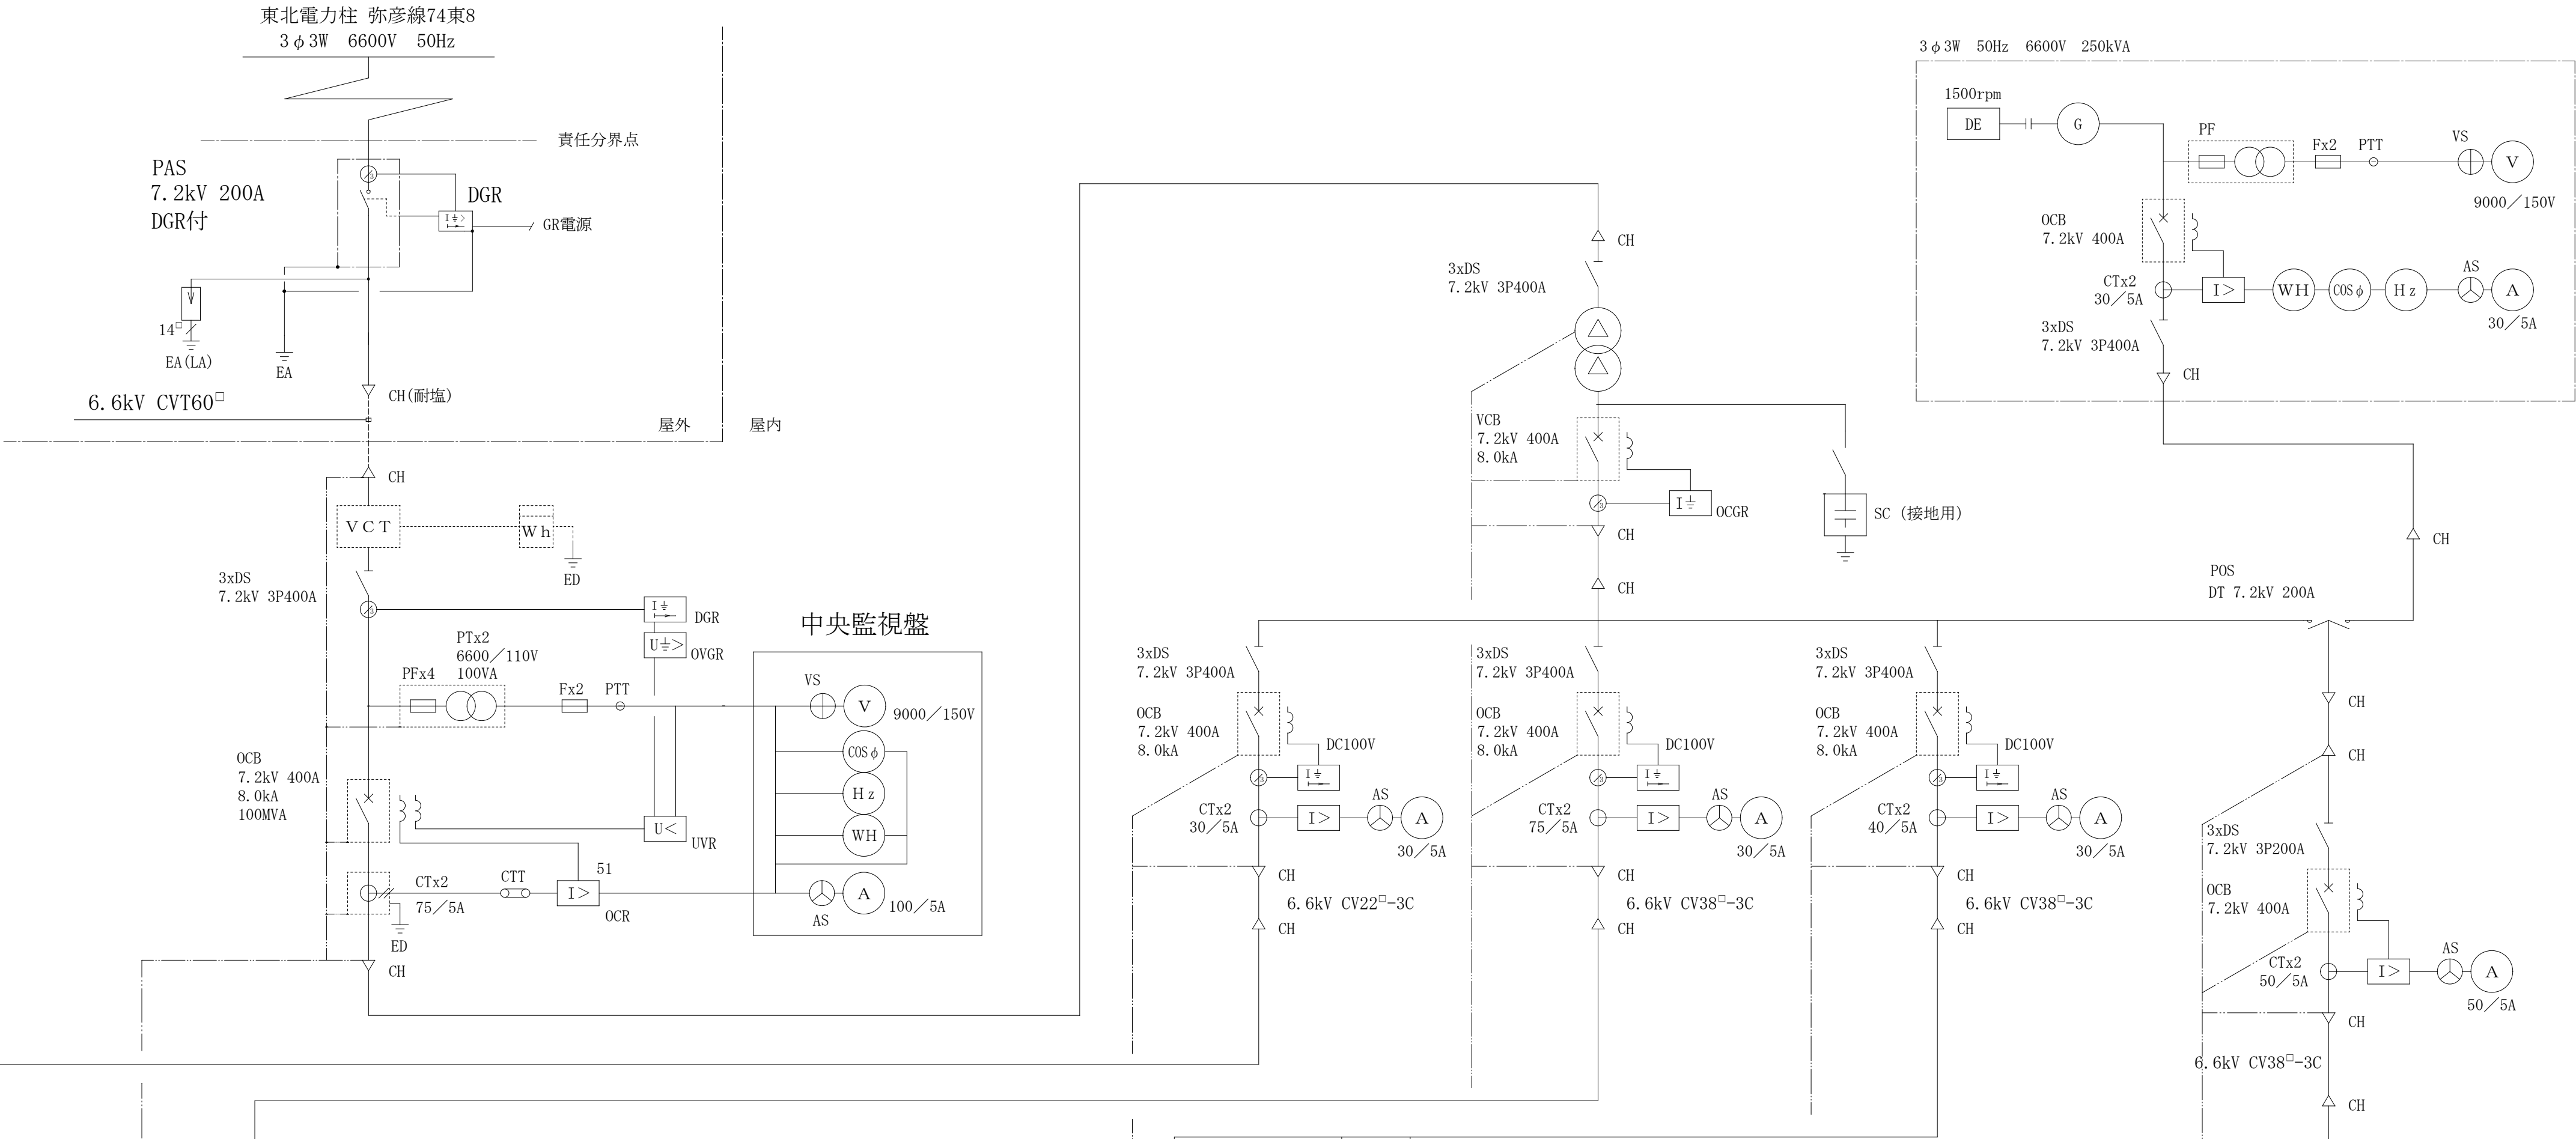 東北電力柱 弥彦線74東8
3φ3W 6600V 50Hz
責任分界点
PAS
7.2kV 200A
DGR付
DGR
I⏚>
GR電源
14□
EA(LA)
EA
6.6kV CVT60□
CH(耐塩)
屋外
屋内
CH
VCT
Wh
ED
3xDS
7.2kV 3P400A
I⏚
DGR
U⏚>
OVGR
PTx2
6600/110V
100VA
PFx4
Fx2
PTT
中央監視盤
VS
V
9000/150V
COSφ
Hz
WH
OCB
7.2kV 400A
8.0kA
100MVA
U<
UVR
CTx2
75/5A
CTT
51
I>
OCR
AS
A
100/5A
ED
CH
CH
3xDS
7.2kV 3P400A
△
△
VCB
7.2kV 400A
8.0kA
I⏚
OCGR
SC (接地用)
CH
CH
3φ3W 50Hz 6600V 250kVA
1500rpm
DE
G
PF
Fx2
PTT
VS
V
9000/150V
OCB
7.2kV 400A
CTx2
30/5A
I>
WH
COSφ
Hz
AS
A
30/5A
3xDS
7.2kV 3P400A
CH
CH
POS
DT 7.2kV 200A
3xDS
7.2kV 3P400A
OCB
7.2kV 400A
8.0kA
DC100V
I⏚
CTx2
30/5A
I>
AS
A
30/5A
CH
6.6kV CV22□-3C
CH
3xDS
7.2kV 3P400A
OCB
7.2kV 400A
8.0kA
DC100V
I⏚
CTx2
75/5A
I>
AS
A
30/5A
CH
6.6kV CV38□-3C
CH
3xDS
7.2kV 3P400A
OCB
7.2kV 400A
8.0kA
DC100V
I⏚
CTx2
40/5A
I>
AS
A
30/5A
CH
6.6kV CV38□-3C
CH
CH
CH
3xDS
7.2kV 3P200A
OCB
7.2kV 400A
CTx2
50/5A
I>
AS
A
50/5A
CH
6.6kV CV38□-3C
CH